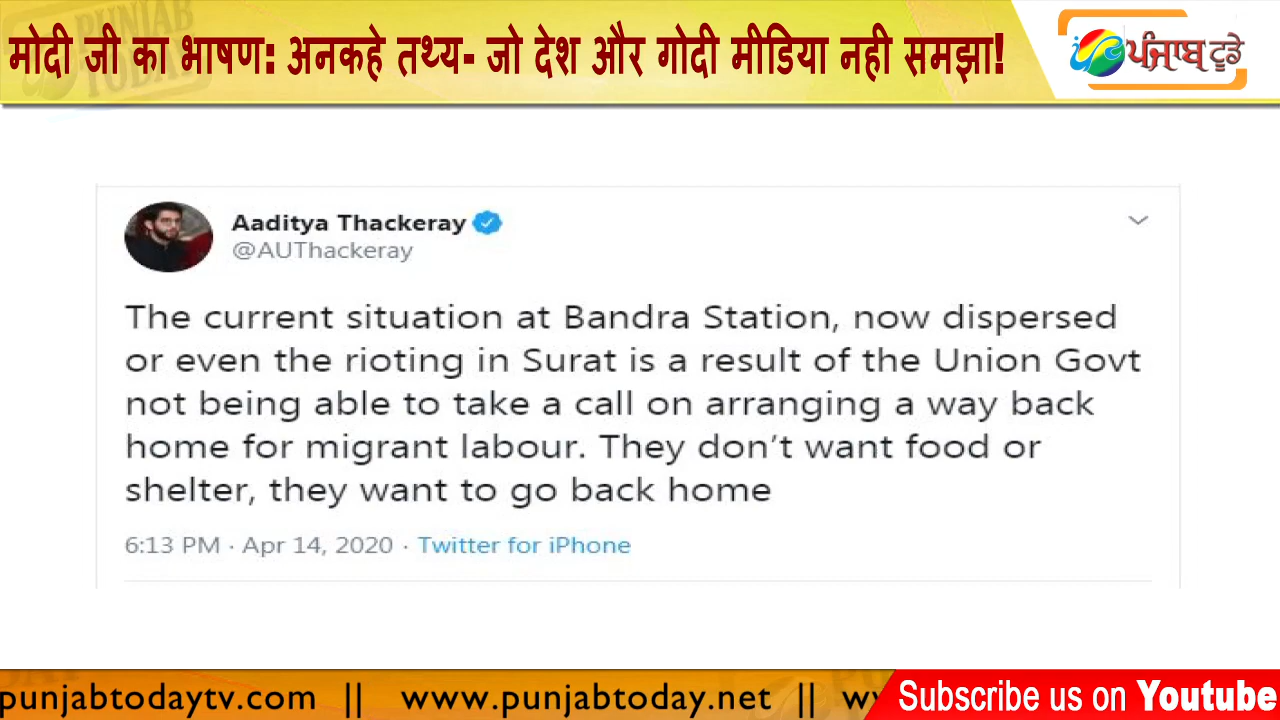 मोदी जी का भाषण: अनकहे तथ्य- जो देश और गोदी मीडिया नही समझा!
ਪੰਜਾਬ ਟੂਡੇ
PUNJAB
TODAY
Aaditya Thackeray
@AUThackeray
The current situation at Bandra Station, now dispersed
or even the rioting in Surat is a result of the Union Govt
not being able to take a call on arranging a way back
home for migrant labour. They don’t want food or
shelter, they want to go back home
6:13 PM · Apr 14, 2020 · Twitter for iPhone
punjabtodaytv.com || www.punjabtoday.net || w
Subscribe us on Youtube